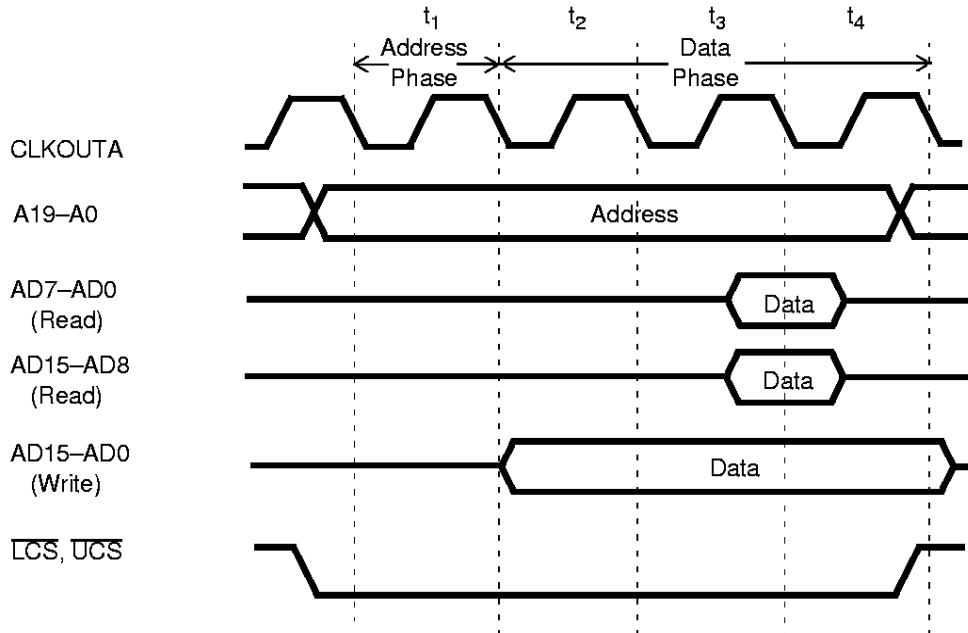 t1 t2 t3 t4
Address Phase
Data Phase
CLKOUTA
A19–A0
Address
AD7–AD0
(Read)
Data
AD15–AD8
(Read)
Data
AD15–AD0
(Write)
Data
LCS, UCS